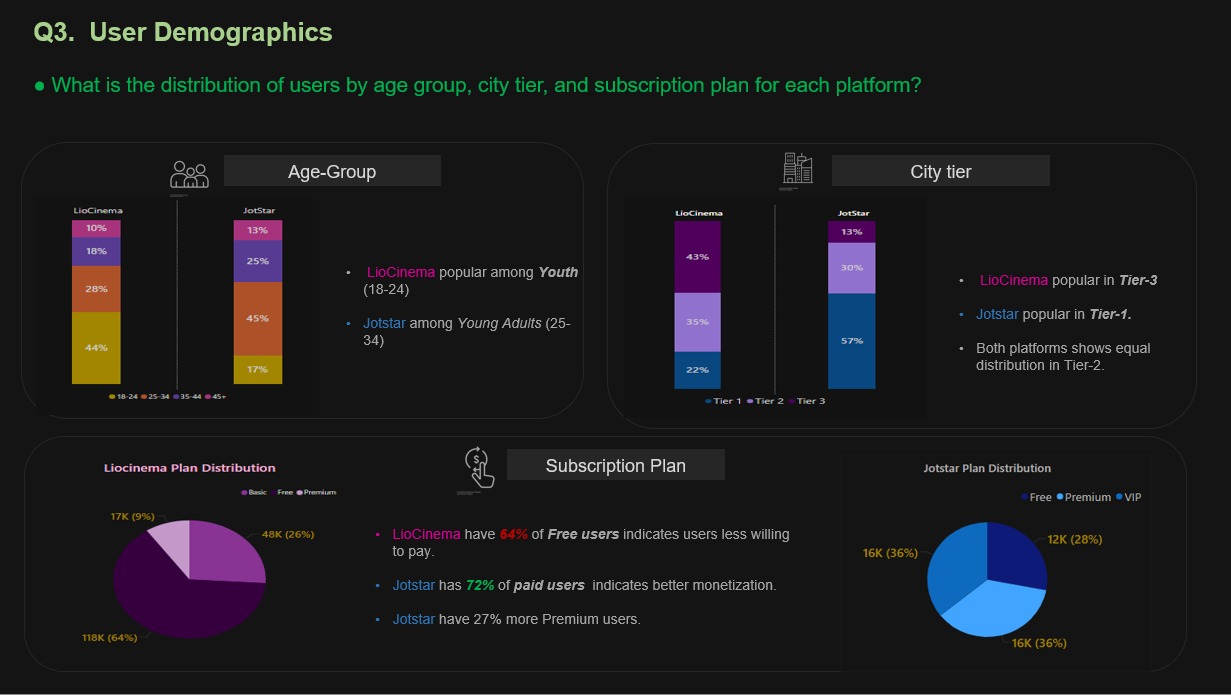 Q3. User Demographics
● What is the distribution of users by age group, city tier, and subscription plan for each platform?
Age-Group
LioCinema
JotStar
10%
18%
28%
44%
13%
25%
45%
17%
18-24 25-34 35-44 45+
• LioCinema popular among Youth
(18-24)
• Jotstar among Young Adults (25-
34)
City tier
LioCinema
JotStar
43%
35%
22%
13%
30%
57%
Tier 1 Tier 2 Tier 3
• LioCinema popular in Tier-3
• Jotstar popular in Tier-1.
• Both platforms shows equal
distribution in Tier-2.
Subscription Plan
Liocinema Plan Distribution
Basic Free Premium
17K (9%)
48K (26%)
118K (64%)
• LioCinema have 64% of Free users indicates users less willing
to pay.
• Jotstar has 72% of paid users indicates better monetization.
• Jotstar have 27% more Premium users.
Jotstar Plan Distribution
Free Premium VIP
16K (36%)
12K (28%)
16K (36%)